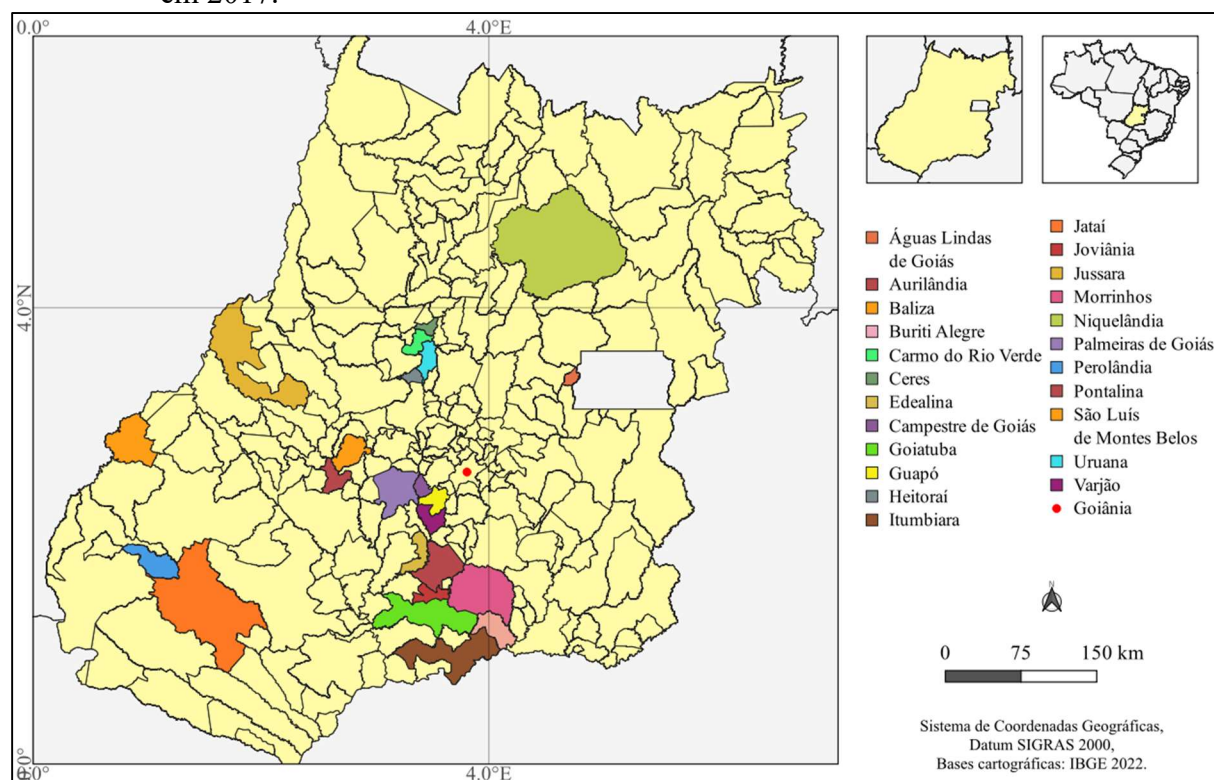 em 2017.
0.0°
4.0°E
4.0°N
0.0°
4.0°E
Águas Lindas
de Goiás
Aurilândia
Baliza
Buriti Alegre
Carmo do Rio Verde
Ceres
Edealina
Campestre de Goiás
Goiatuba
Guapó
Heitoraí
Itumbiara
Jataí
Joviânia
Jussara
Morrinhos
Niquelândia
Palmeiras de Goiás
Perolândia
Pontalina
São Luís
de Montes Belos
Uruana
Varjão
Goiânia
N
0 75 150 km
Sistema de Coordenadas Geográficas,
Datum SIGRAS 2000,
Bases cartográficas: IBGE 2022.